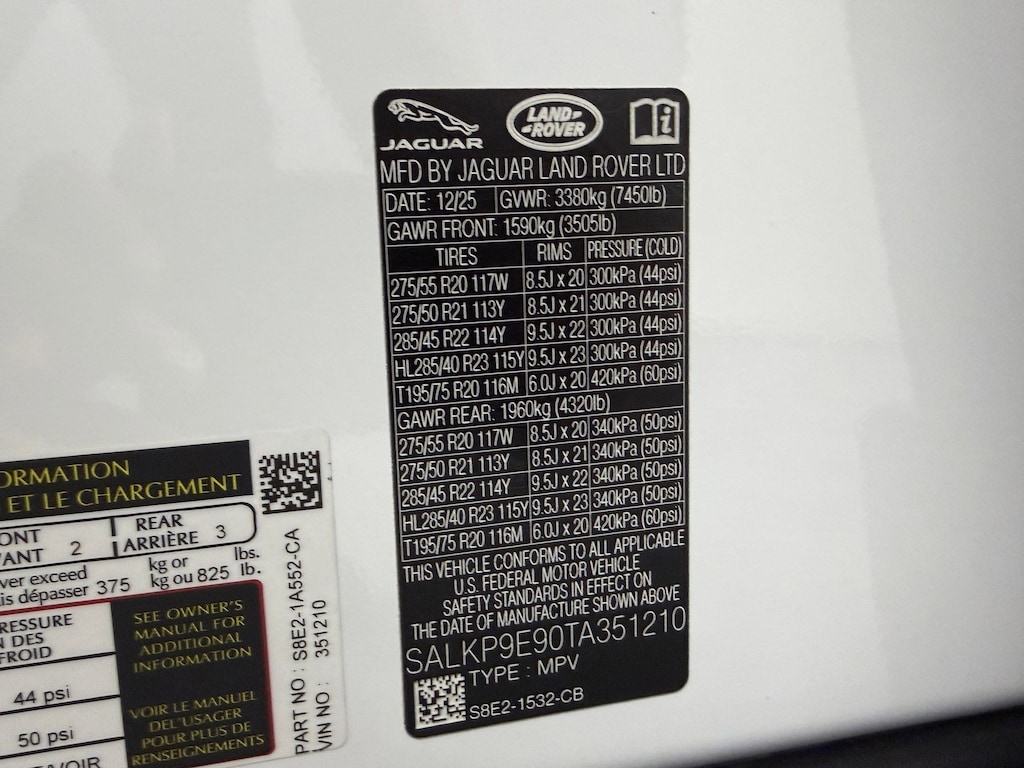 JAGUAR
LAND ROVER
i
MFD BY JAGUAR LAND ROVER LTD
DATE: 12/25 GVWR: 3380kg (7450lb)
GAWR FRONT: 1590kg (3505lb)
TIRES RIMS PRESSURE (COLD)
275/55 R20 117W 8.5J x 20 300kPa (44psi)
275/50 R21 113Y 8.5J x 21 300kPa (44psi)
285/45 R22 114Y 9.5J x 22 300kPa (44psi)
HL285/40 R23 115Y 9.5J x 23 300kPa (44psi)
T195/75 R20 116M 6.0J x 20 420kPa (60psi)
GAWR REAR: 1960kg (4320lb)
275/55 R20 117W 8.5J x 20 340kPa (50psi)
275/50 R21 113Y 8.5J x 21 340kPa (50psi)
285/45 R22 114Y 9.5J x 22 340kPa (50psi)
HL285/40 R23 115Y 9.5J x 23 340kPa (50psi)
T195/75 R20 116M 6.0J x 20 420kPa (60psi)
THIS VEHICLE CONFORMS TO ALL APPLICABLE
U.S. FEDERAL MOTOR VEHICLE
SAFETY STANDARDS IN EFFECT ON
THE DATE OF MANUFACTURE SHOWN ABOVE
SALKP9E90TA351210
TYPE : MPV
S8E2-1532-CB
ORMATION
ET LE CHARGEMENT
ONT
VANT 2
REAR
ARRIÈRE 3
ver exceed
is dépasser 375
kg or
kg ou 825
lbs.
lb.
RESSURE
N DES
FROID
44 psi
50 psi
SEE OWNER'S
MANUAL FOR
ADDITIONAL
INFORMATION
VOIR LE MANUEL
DEL'USAGER
POUR PLUS DE
RENSEIGNEMENTS
PART NO : S8E2-1A552-CA
VIN NO : 351210